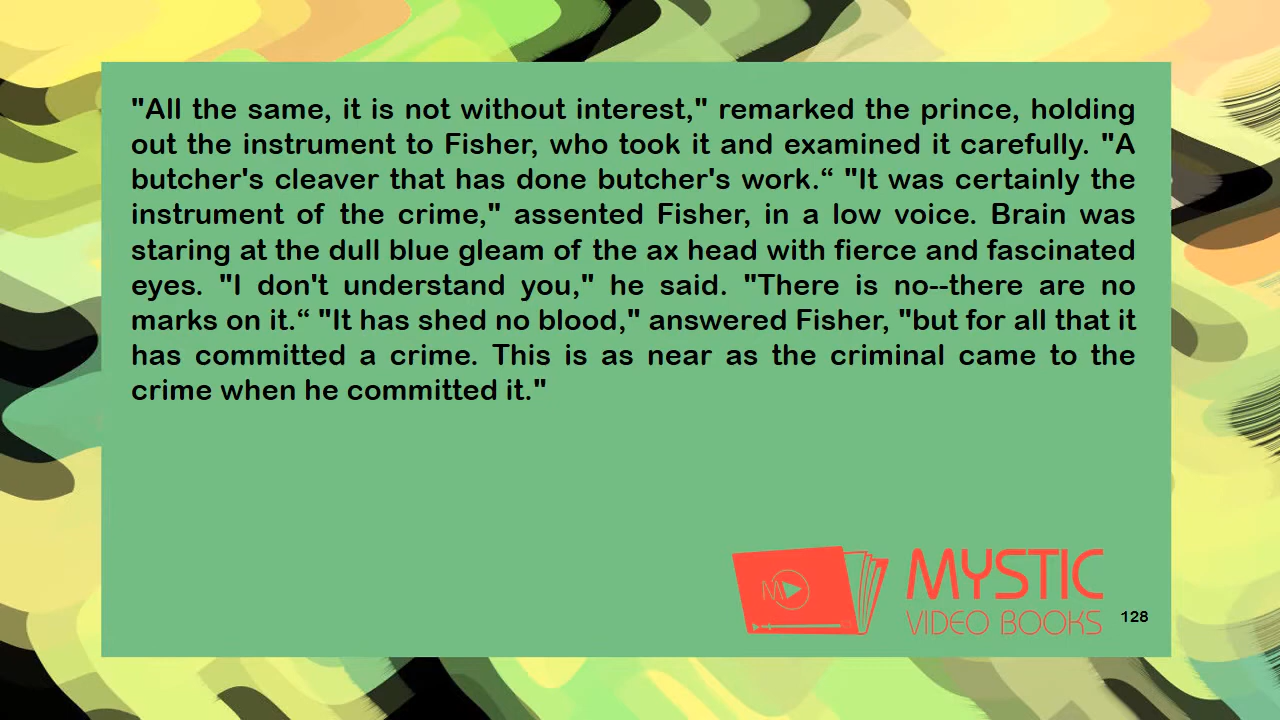 "All the same, it is not without interest," remarked the prince, holding
out the instrument to Fisher, who took it and examined it carefully. "A
butcher's cleaver that has done butcher's work.“ "It was certainly the
instrument of the crime," assented Fisher, in a low voice. Brain was
staring at the dull blue gleam of the ax head with fierce and fascinated
eyes. "I don't understand you," he said. "There is no--there are no
marks on it.“ "It has shed no blood," answered Fisher, "but for all that it
has committed a crime. This is as near as the criminal came to the
crime when he committed it."
M
MYSTIC
VIDEO BOOKS
128